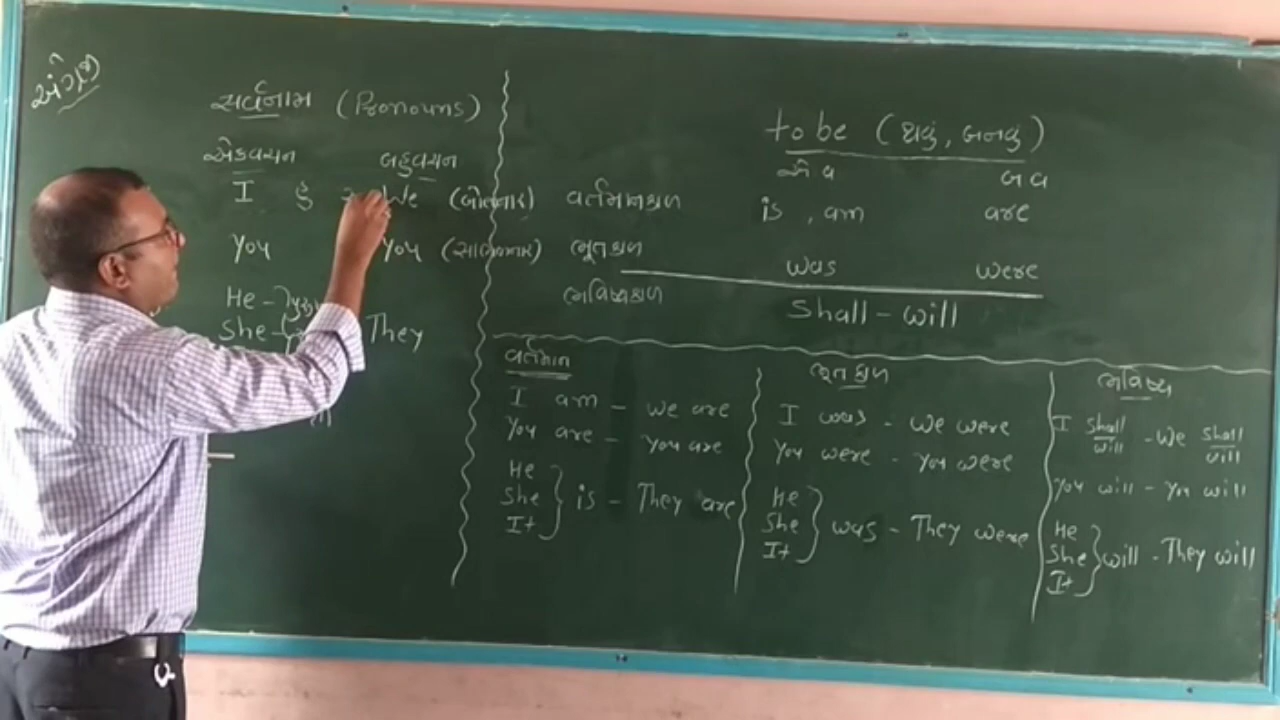 અંગ્રેજી
સર્વનામ (Pronouns)
એકવચન બહુવચન
I હું We (બોલનાર)
You You (સાંભળનાર)
He -
She - They
to be (થવું, બનવું)
એ વ બ વ
વર્તમાનકાળ is , am are
ભૂતકાળ was were
ભવિષ્યકાળ Shall - will
વર્તમાન
I am - We are
You are - You are
He
She } is - They are
It
ભૂતકાળ
I was - We were
You were - You were
He
She } was - They were
It
ભવિષ્ય
I shall/will - We shall/will
You will - You will
He
She } will - They will
It